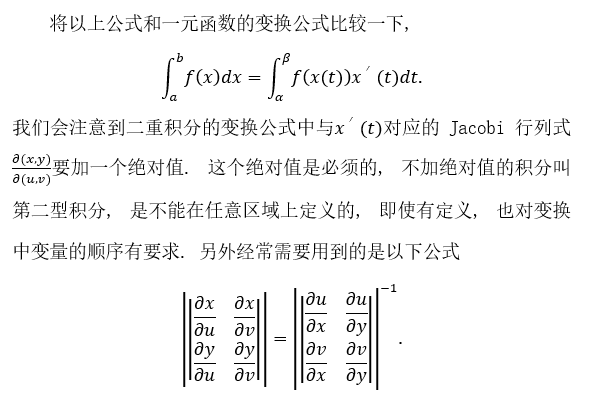 将以上公式和一元函数的变换公式比较一下,
∫_a^b f(x)dx = ∫_α^β f(x(t))x′(t)dt.
我们会注意到二重积分的变换公式中与x′(t)对应的 Jacobi 行列式
∂(x,y)/∂(u,v)要加一个绝对值. 这个绝对值是必须的, 不加绝对值的积分叫
第二型积分, 是不能在任意区域上定义的, 即使有定义, 也对变换
中变量的顺序有要求. 另外经常需要用到的是以下公式
||∂x/∂u ∂x/∂v; ∂y/∂u ∂y/∂v|| = ||∂u/∂x ∂u/∂y; ∂v/∂x ∂v/∂y||^−1.